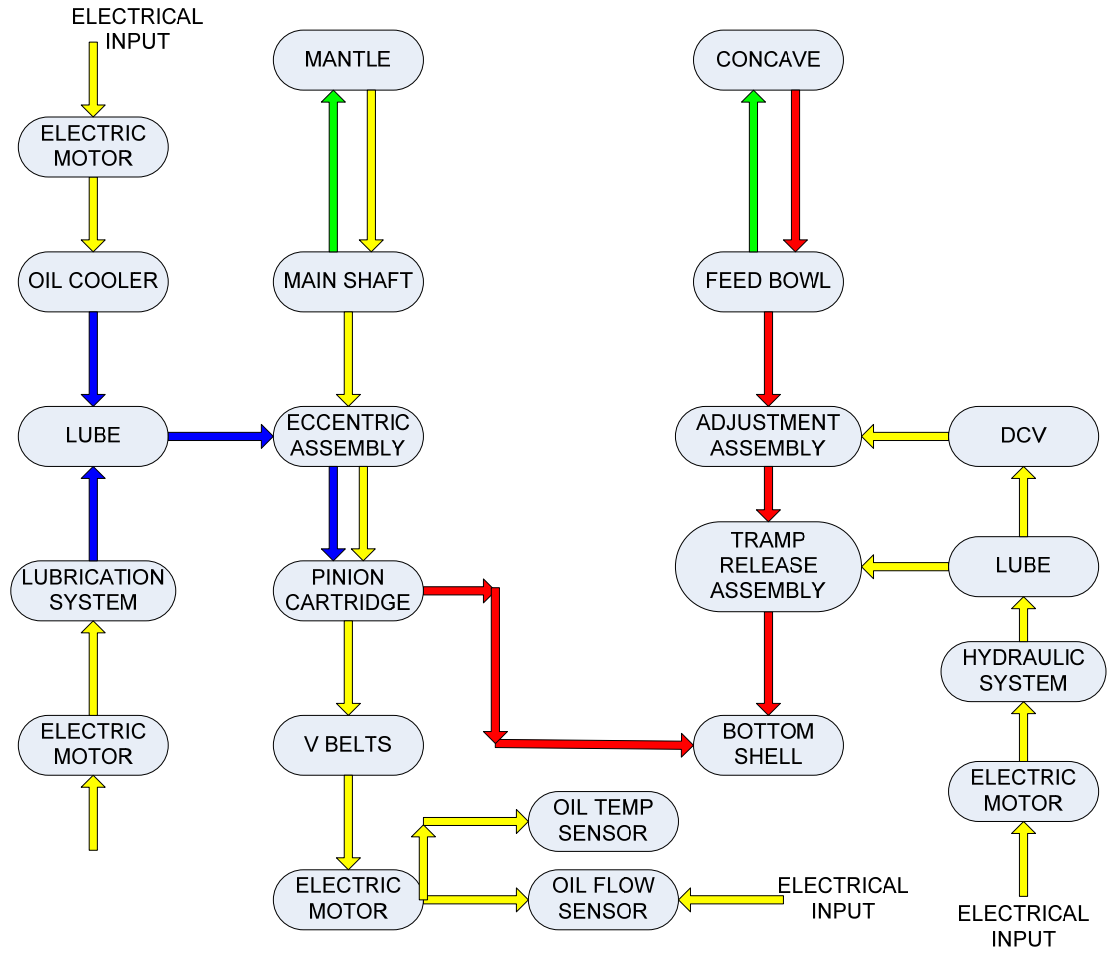 ELECTRICAL
INPUT
MANTLE
CONCAVE
ELECTRIC
MOTOR
OIL COOLER
MAIN SHAFT
FEED BOWL
LUBE
ECCENTRIC
ASSEMBLY
ADJUSTMENT
ASSEMBLY
DCV
TRAMP
RELEASE
ASSEMBLY
LUBE
LUBRICATION
SYSTEM
PINION
CARTRIDGE
HYDRAULIC
SYSTEM
ELECTRIC
MOTOR
V BELTS
BOTTOM
SHELL
ELECTRIC
MOTOR
OIL TEMP
SENSOR
ELECTRIC
MOTOR
OIL FLOW
SENSOR
ELECTRICAL
INPUT
ELECTRICAL
INPUT